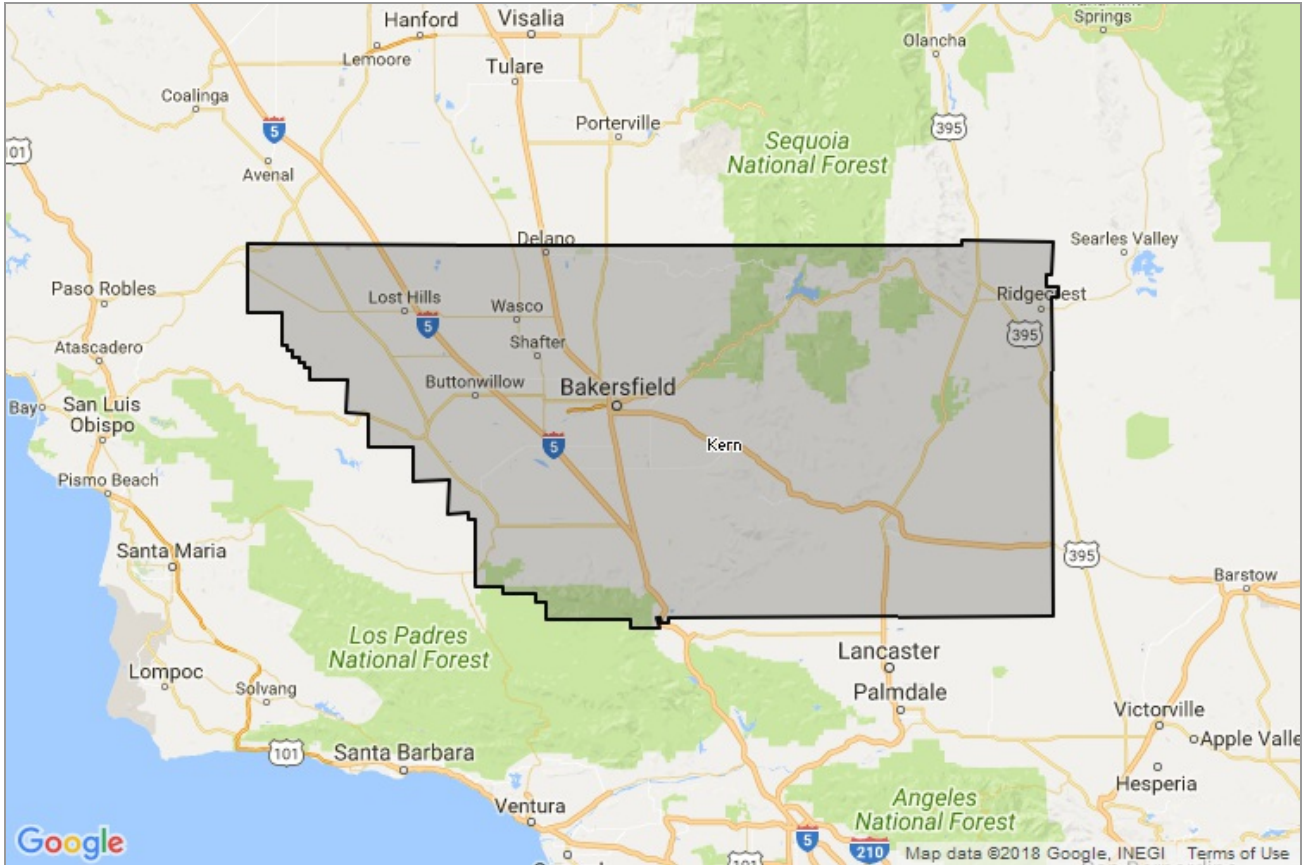 Hanford
Visalia
Springs
Lemoore
Olancha
Tulare
Coalinga
5
Porterville
395
Sequoia
National Forest
101
Avenal
Delano
Searles Valley
Paso Robles
Lost Hills
Wasco
Ridgecrest
5
395
Shafter
Atascadero
Buttonwillow
Bakersfield
Bay
San Luis
Obispo
5
Kern
Pismo Beach
Santa Maria
395
Barstow
Los Padres
National Forest
Lancaster
Lompoc
Solvang
Palmdale
Victorville
101
Santa Barbara
Apple Valle
Hesperia
Ventura
Angeles
National Forest
Google
5
210
101
Map data ©2018 Google, INEGI Terms of Use